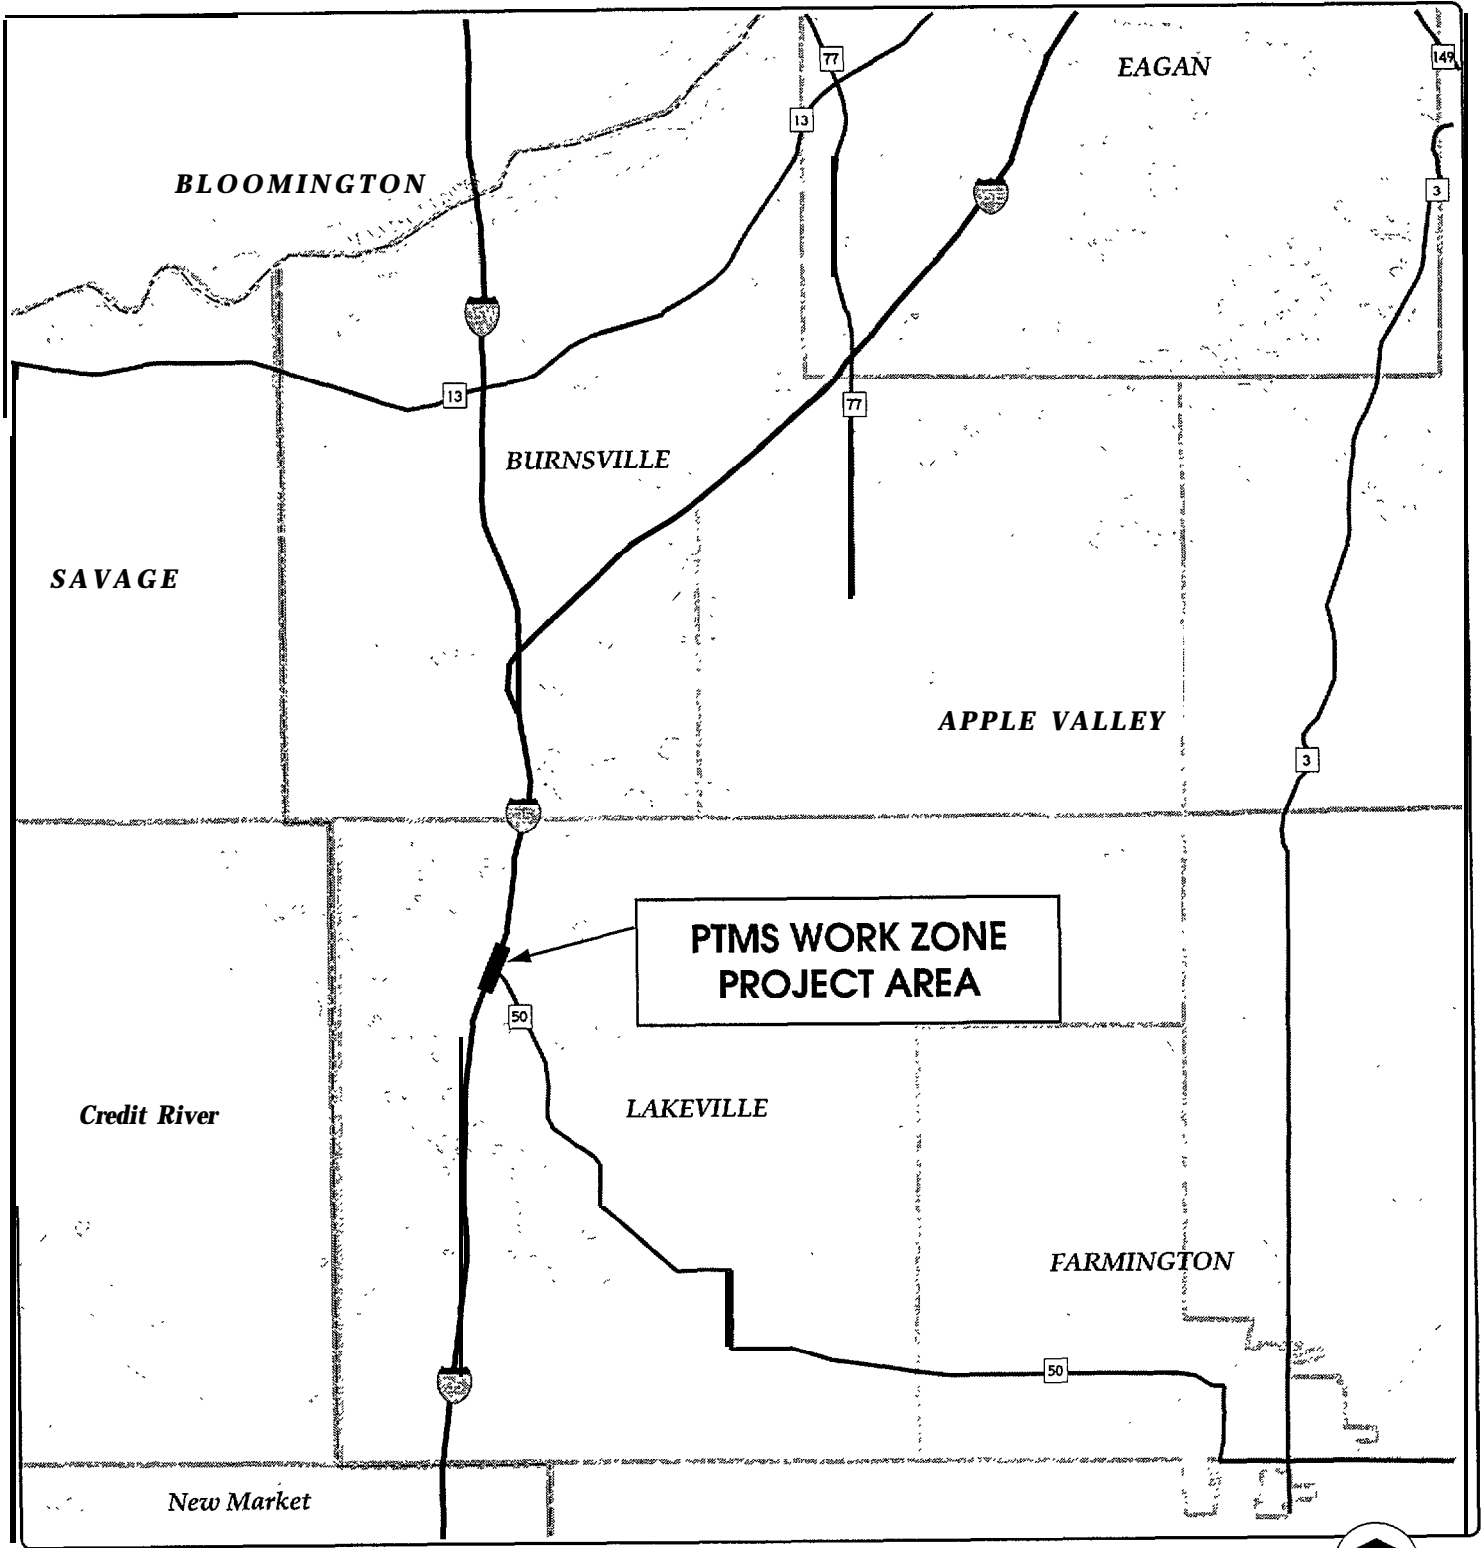 77
EAGAN
149
13
BLOOMINGTON
3
13
77
BURNSVILLE
SAVAGE
APPLE VALLEY
3
PTMS WORK ZONE
PROJECT AREA
50
Credit River
LAKEVILLE
FARMINGTON
50
New Market